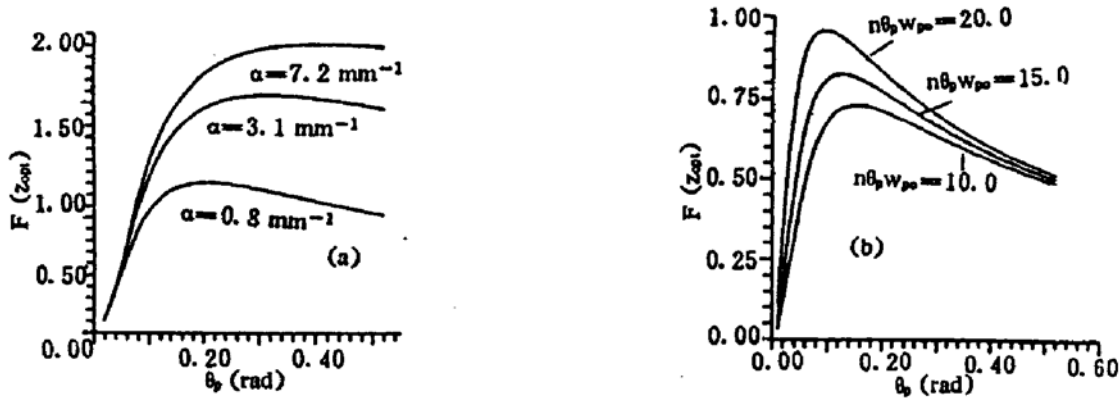 2.00
1.50
1.00
0.50
0.00
0.20
0.40
F (z_opt)
θ_p (rad)
α=7.2 mm⁻¹
α=3.1 mm⁻¹
α=0.8 mm⁻¹
(a)
1.00
0.75
0.50
0.25
0.00
0.00
0.20
0.40
0.60
F (z_opt)
θ_p (rad)
nθ_p w_po=20.0
nθ_p w_po=15.0
nθ_p w_po=10.0
(b)